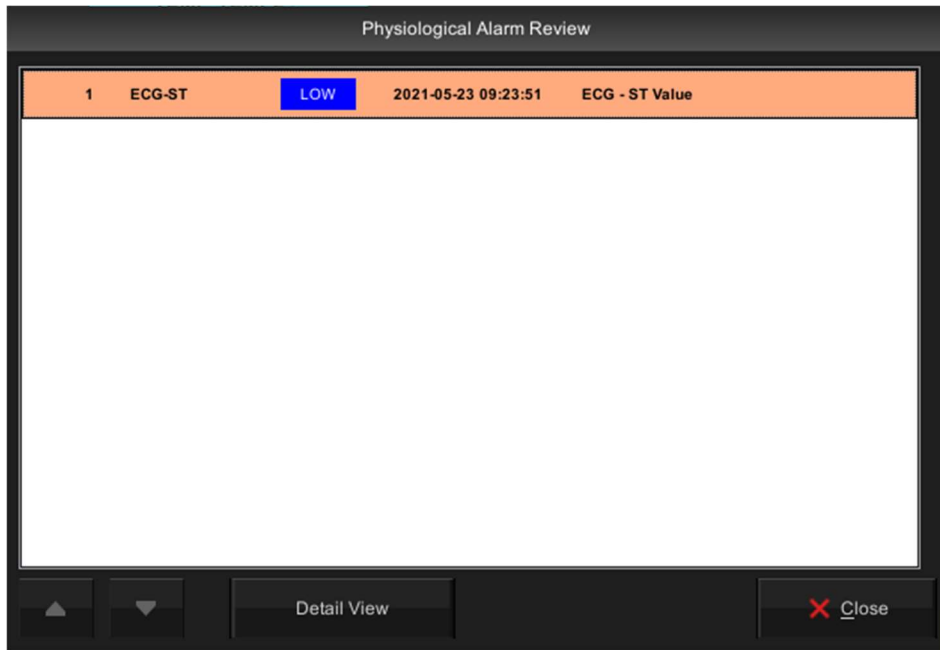 Physiological Alarm Review
1 ECG-ST LOW 2021-05-23 09:23:51 ECG - ST Value
Detail View
Close